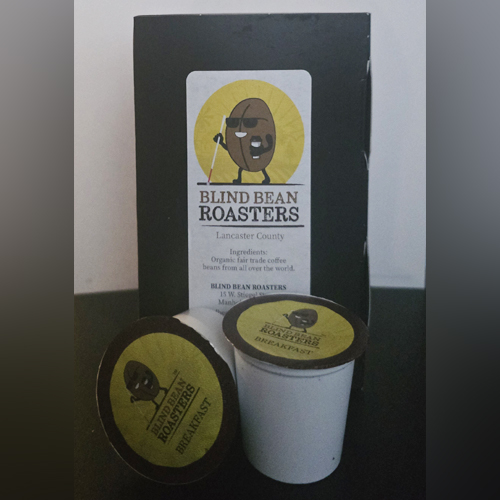 BLIND BEAN
ROASTERS
Lancaster County
Ingredients:
Organic fair trade coffee
beans from all over the world.
BLIND BEAN ROASTERS
15 W.
BLIND BEAN
ROASTERS
BREAKFAST
BLIND BEAN
ROASTERS
BREAKFAST